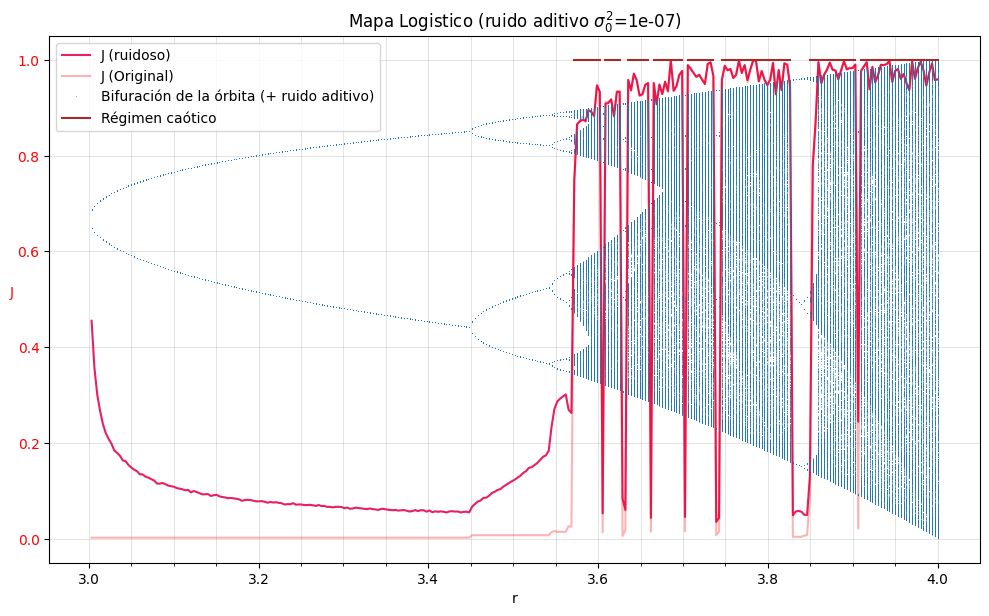 Mapa Logistico (ruido aditivo $\sigma_0^2$=1e-07)
J (ruidoso)
J (Original)
Bifuración de la órbita (+ ruido aditivo)
Régimen caótico
1.0
0.8
0.6
J
0.4
0.2
0.0
3.0 3.2 3.4 3.6 3.8 4.0
r